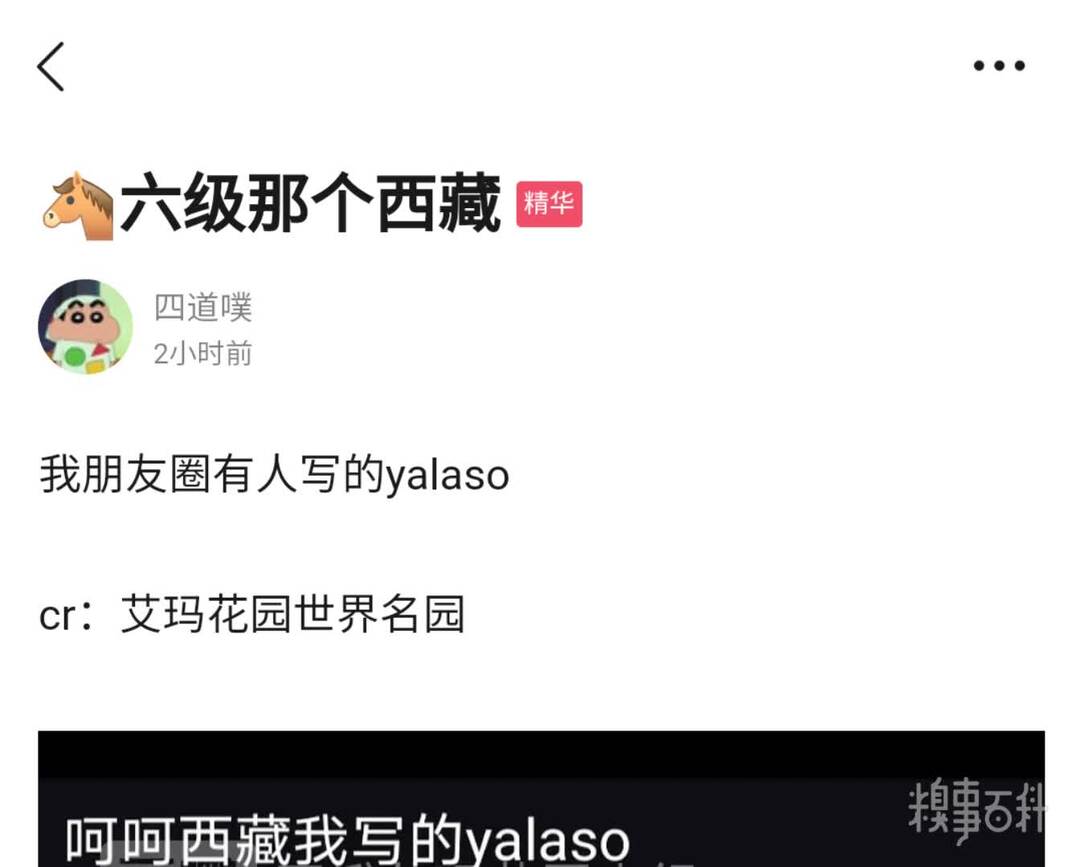 六级那个西藏 精华
四道噗
2小时前
我朋友圈有人写的yalaso
cr：艾玛花园世界名园
糗事百科
呵呵西藏我写的yalaso